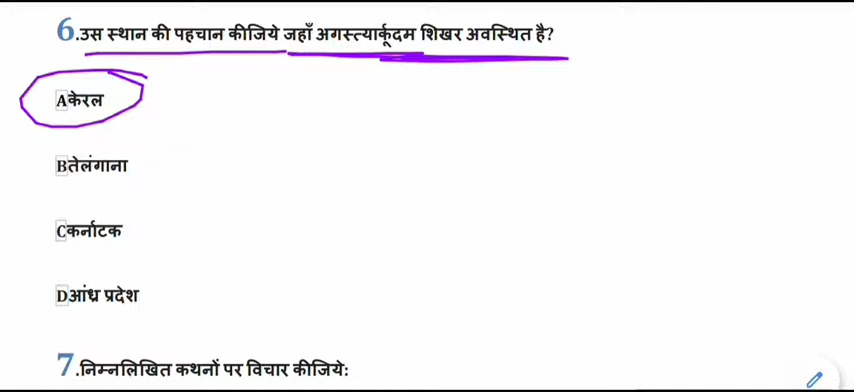 6.उस स्थान की पहचान कीजिये जहाँ अगस्त्यार्कूदम शिखर अवस्थित है?
Aकेरल
Bतेलंगाना
Cकर्नाटक
Dआंध्र प्रदेश
7.निम्नलिखित कथनों पर विचार कीजिये: